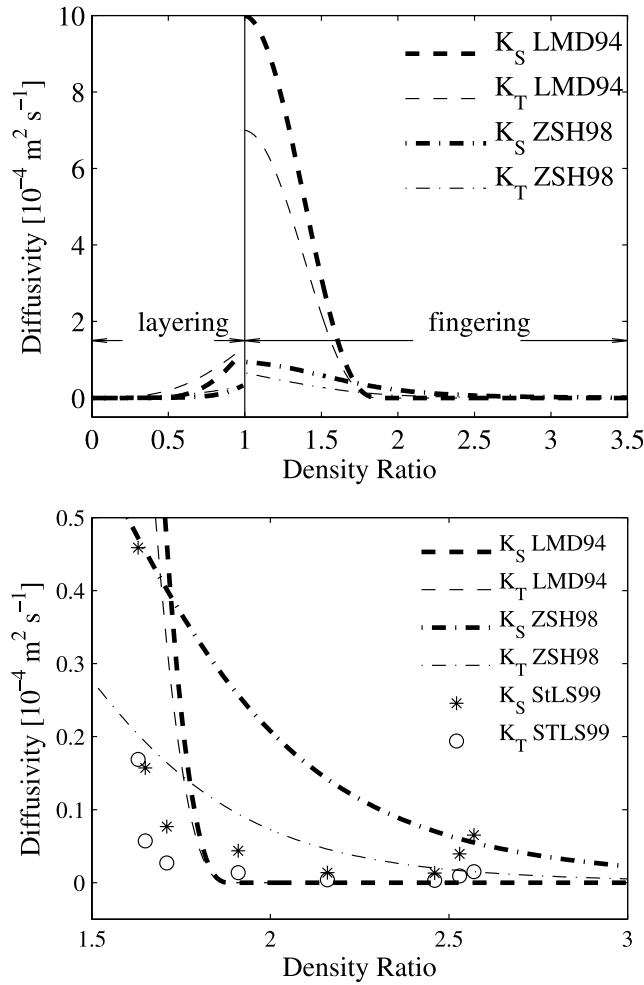 10
8
6
4
2
0
Diffusivity [10⁻⁴ m² s⁻¹]
K_S LMD94
K_T LMD94
K_S ZSH98
K_T ZSH98
layering
fingering
0 0.5 1 1.5 2 2.5 3 3.5
Density Ratio
0.5
0.4
0.3
0.2
0.1
0
Diffusivity [10⁻⁴ m² s⁻¹]
K_S LMD94
K_T LMD94
K_S ZSH98
K_T ZSH98
K_S StLS99
K_T STLS99
1.5 2 2.5 3
Density Ratio